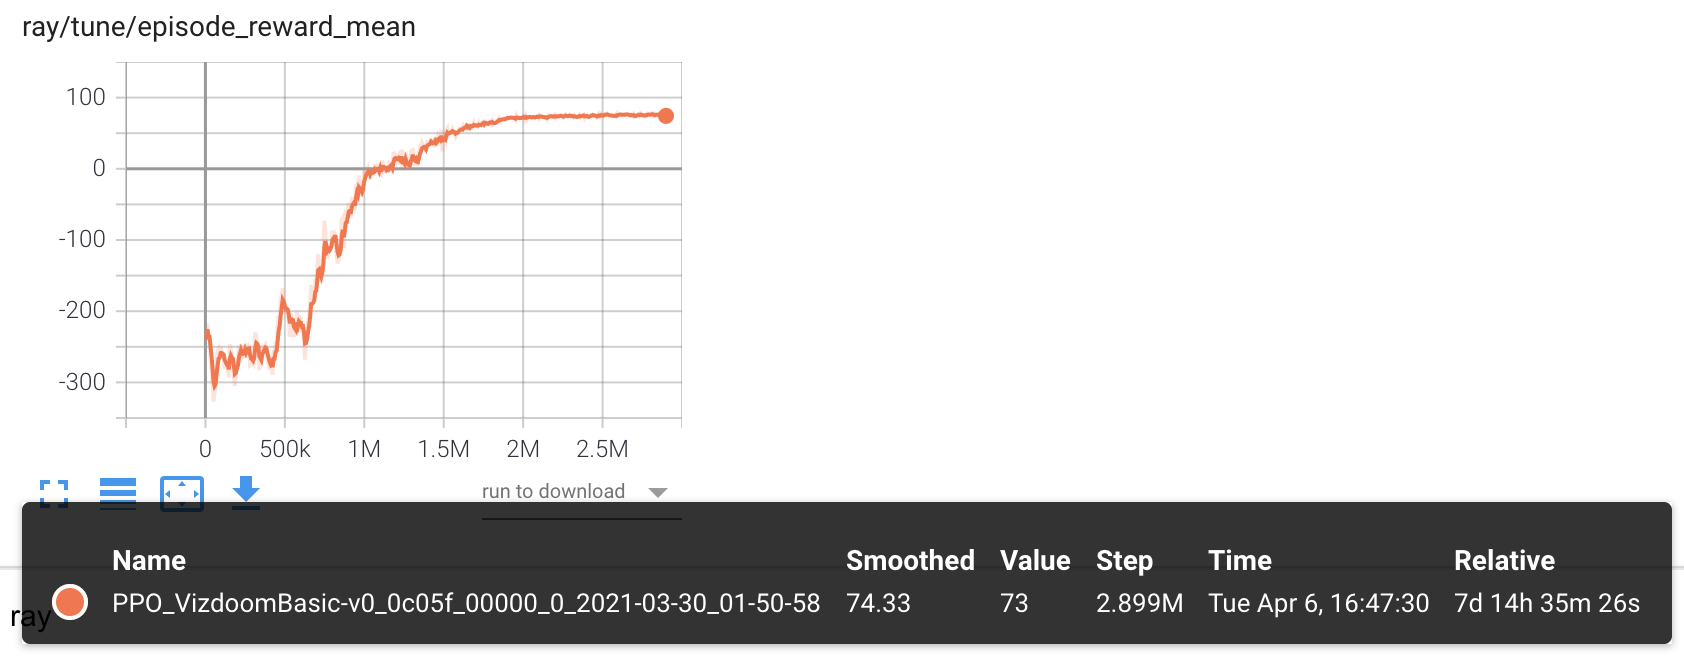 ray/tune/episode_reward_mean
100
0
-100
-200
-300
0 500k 1M 1.5M 2M 2.5M
run to download
Name Smoothed Value Step Time Relative
PPO_VizdoomBasic-v0_0c05f_00000_0_2021-03-30_01-50-58 74.33 73 2.899M Tue Apr 6, 16:47:30 7d 14h 35m 26s
ray